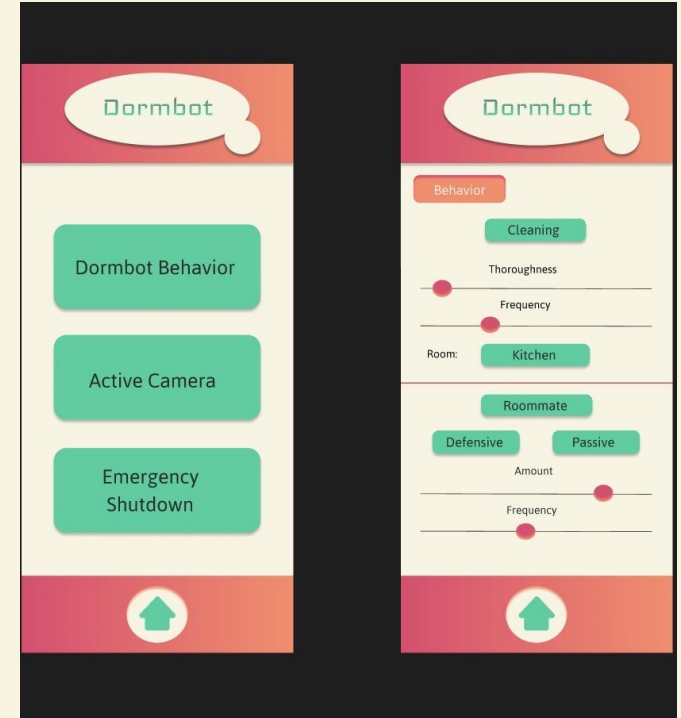 Dormbot
Dormbot Behavior
Active Camera
Emergency
Shutdown
Dormbot
Behavior
Cleaning
Thoroughness
Frequency
Room: Kitchen
Roommate
Defensive Passive
Amount
Frequency